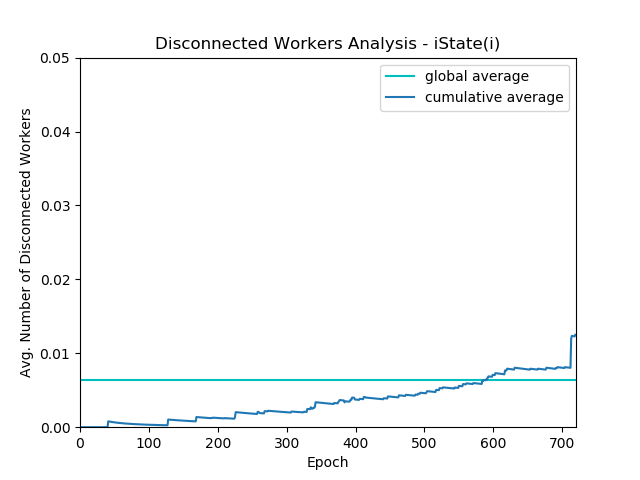 Disconnected Workers Analysis - iState(i)
0.05
0.04
0.03
0.02
0.01
0.00
Avg. Number of Disconnected Workers
global average
cumulative average
0 100 200 300 400 500 600 700
Epoch